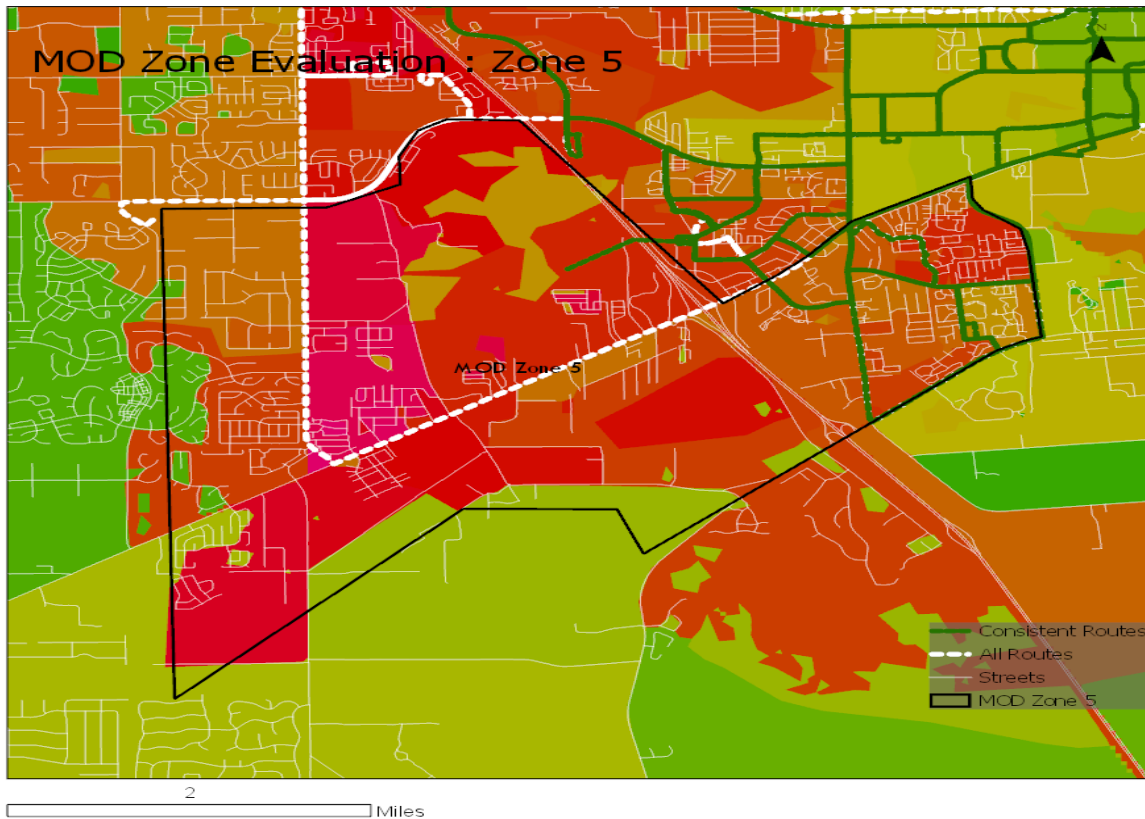 MOD Zone Evaluation : Zone 5
N
MOD Zone 5
Consistent Routes
All Routes
Streets
MOD Zone 5
2
Miles